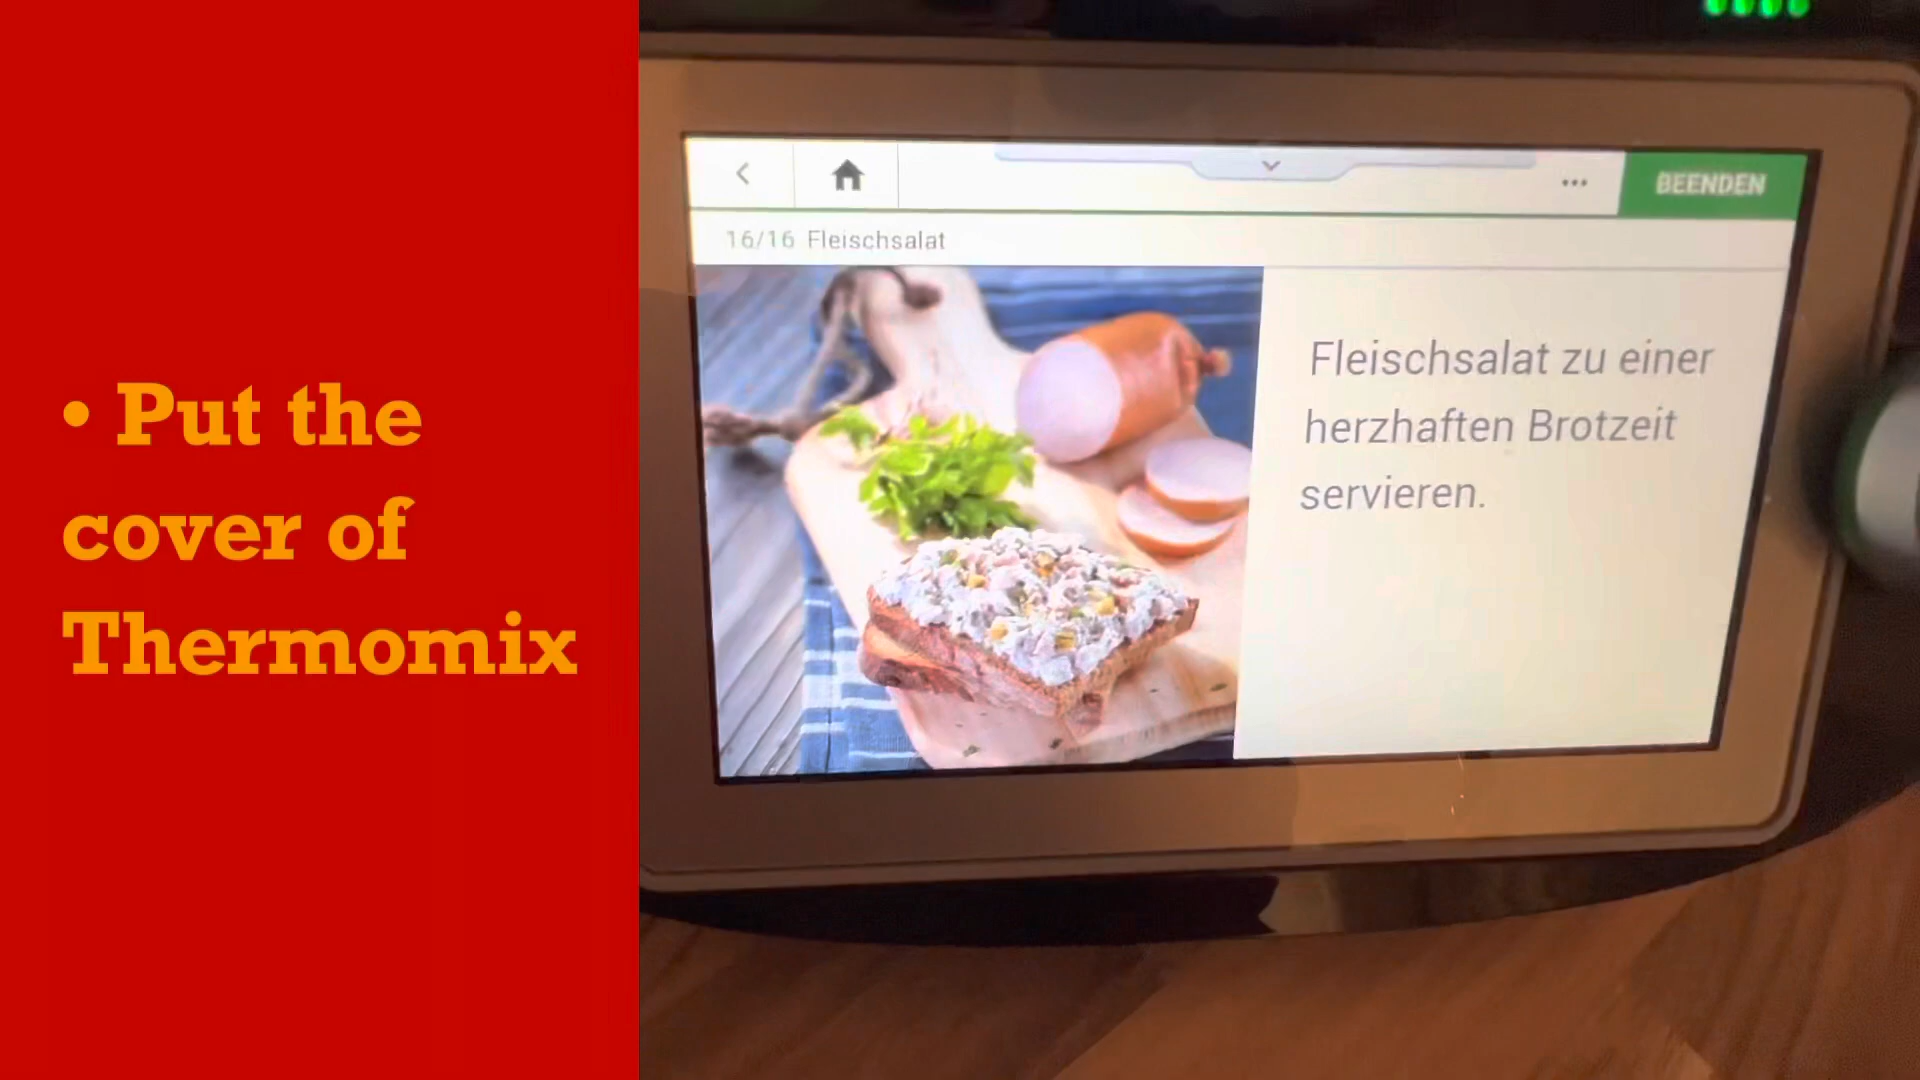 • Put the
cover of
Thermomix
BEENDEN
16/16 Fleischsalat
Fleischsalat zu einer
herzhaften Brotzeit
servieren.